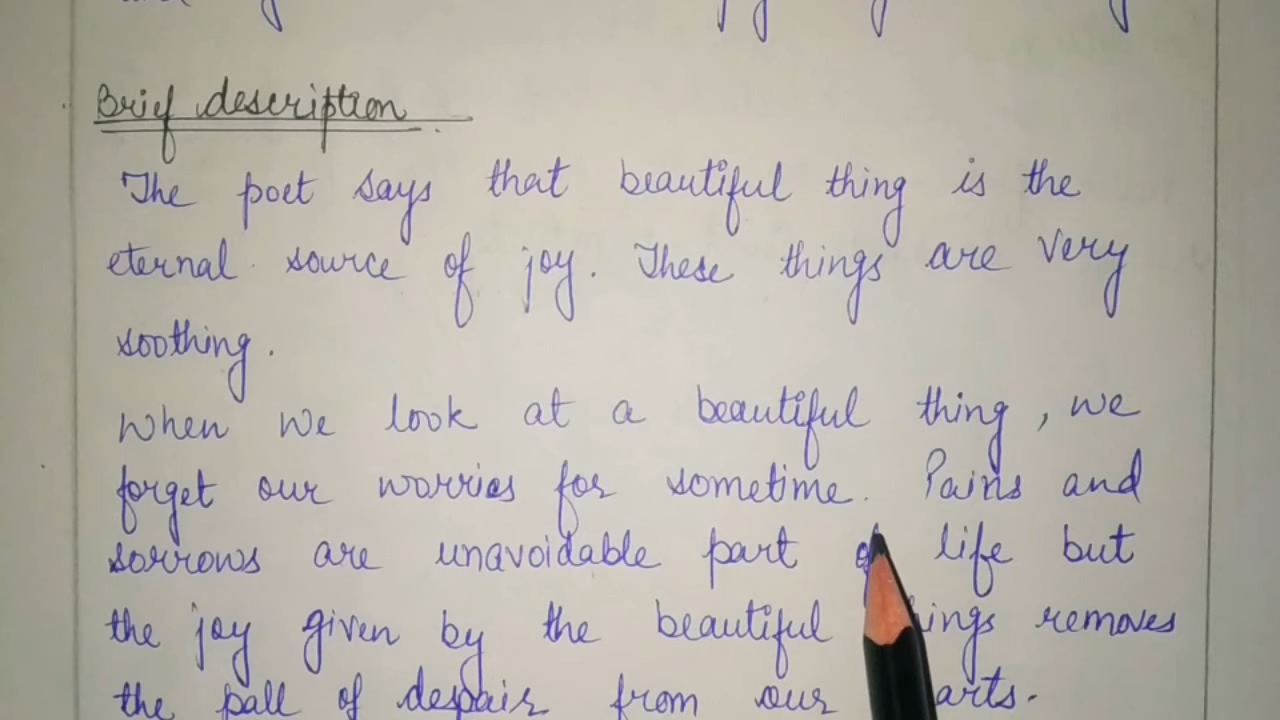 Brief description
The poet says that beautiful thing is the
eternal source of joy. These things are very
soothing.
When we look at a beautiful thing, we
forget our worries for sometime. Pains and
sorrows are unavoidable part life but
the joy given by the beautiful removes
the pall of despair from our